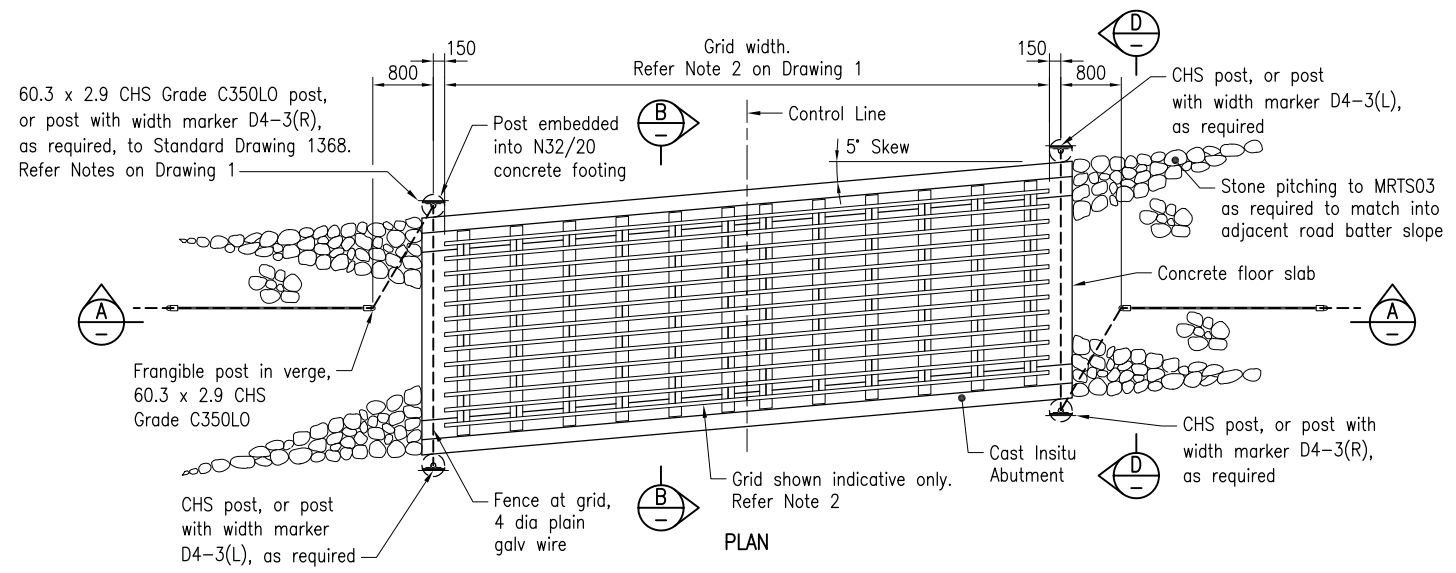 D
–
150
Grid width.
Refer Note 2 on Drawing 1
150
800
800
60.3 x 2.9 CHS Grade C350LO post,
or post with width marker D4–3(R),
as required, to Standard Drawing 1368.
Refer Notes on Drawing 1
Post embedded
into N32/20
concrete footing
B
–
Control Line
5° Skew
CHS post, or post
with width marker D4–3(L),
as required
Stone pitching to MRTS03
as required to match into
adjacent road batter slope
Concrete floor slab
A
–
A
–
Frangible post in verge,
60.3 x 2.9 CHS
Grade C350LO
CHS post, or post
with width marker
D4–3(L), as required
Fence at grid,
4 dia plain
galv wire
B
–
Grid shown indicative only.
Refer Note 2
Cast Insitu
Abutment
D
–
CHS post, or post with
width marker D4–3(R),
as required
PLAN